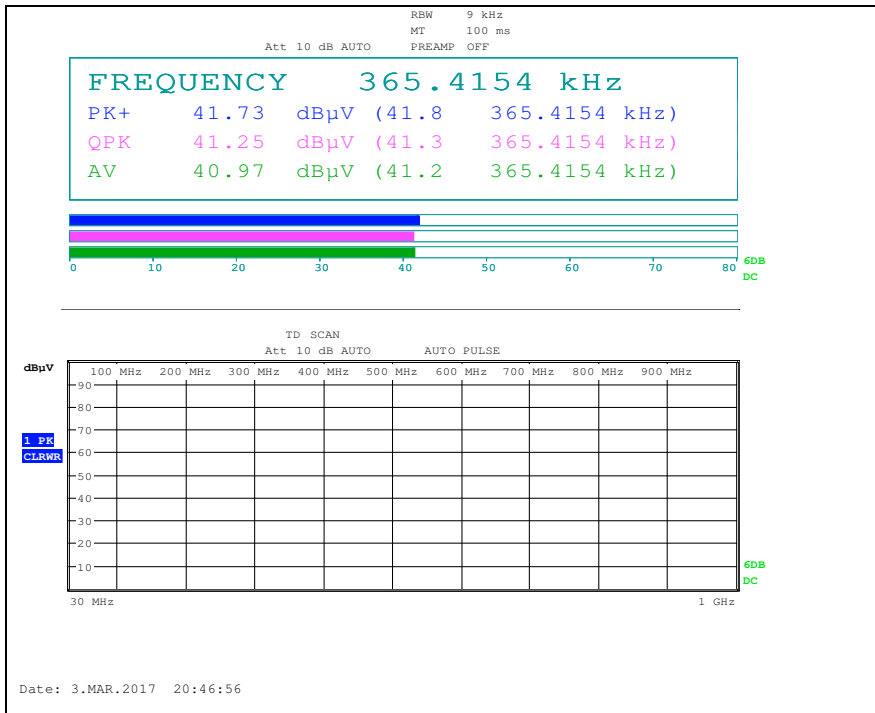 RBW 9 kHz
MT 100 ms
Att 10 dB AUTO PREAMP OFF
FREQUENCY 365.4154 kHz
PK+ 41.73 dBµV (41.8 365.4154 kHz)
QPK 41.25 dBµV (41.3 365.4154 kHz)
AV 40.97 dBµV (41.2 365.4154 kHz)
0 10 20 30 40 50 60 70 80
6DB
DC
TD SCAN
Att 10 dB AUTO AUTO PULSE
dBµV
100 MHz 200 MHz 300 MHz 400 MHz 500 MHz 600 MHz 700 MHz 800 MHz 900 MHz
90
80
70
1 PK
CLRWR
60
50
40
30
20
10
6DB
DC
30 MHz 1 GHz
Date: 3.MAR.2017 20:46:56